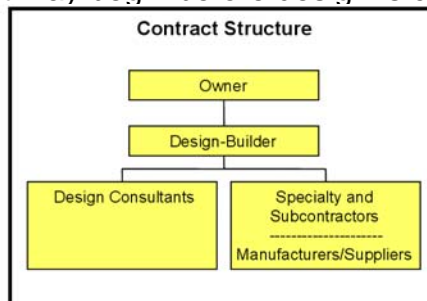 Contract Structure
Owner
Design-Builder
Design Consultants
Specialty and
Subcontractors
--------------------
Manufacturers/Suppliers